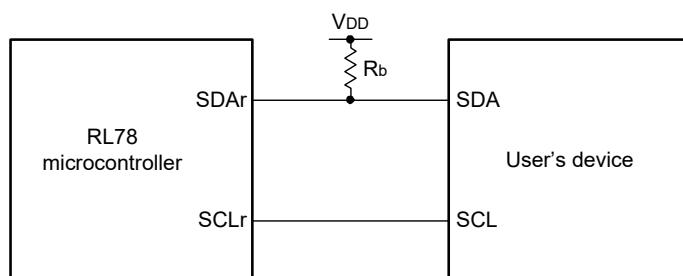 VDD
Rb
SDAr
SDA
RL78
microcontroller
User's device
SCLr
SCL